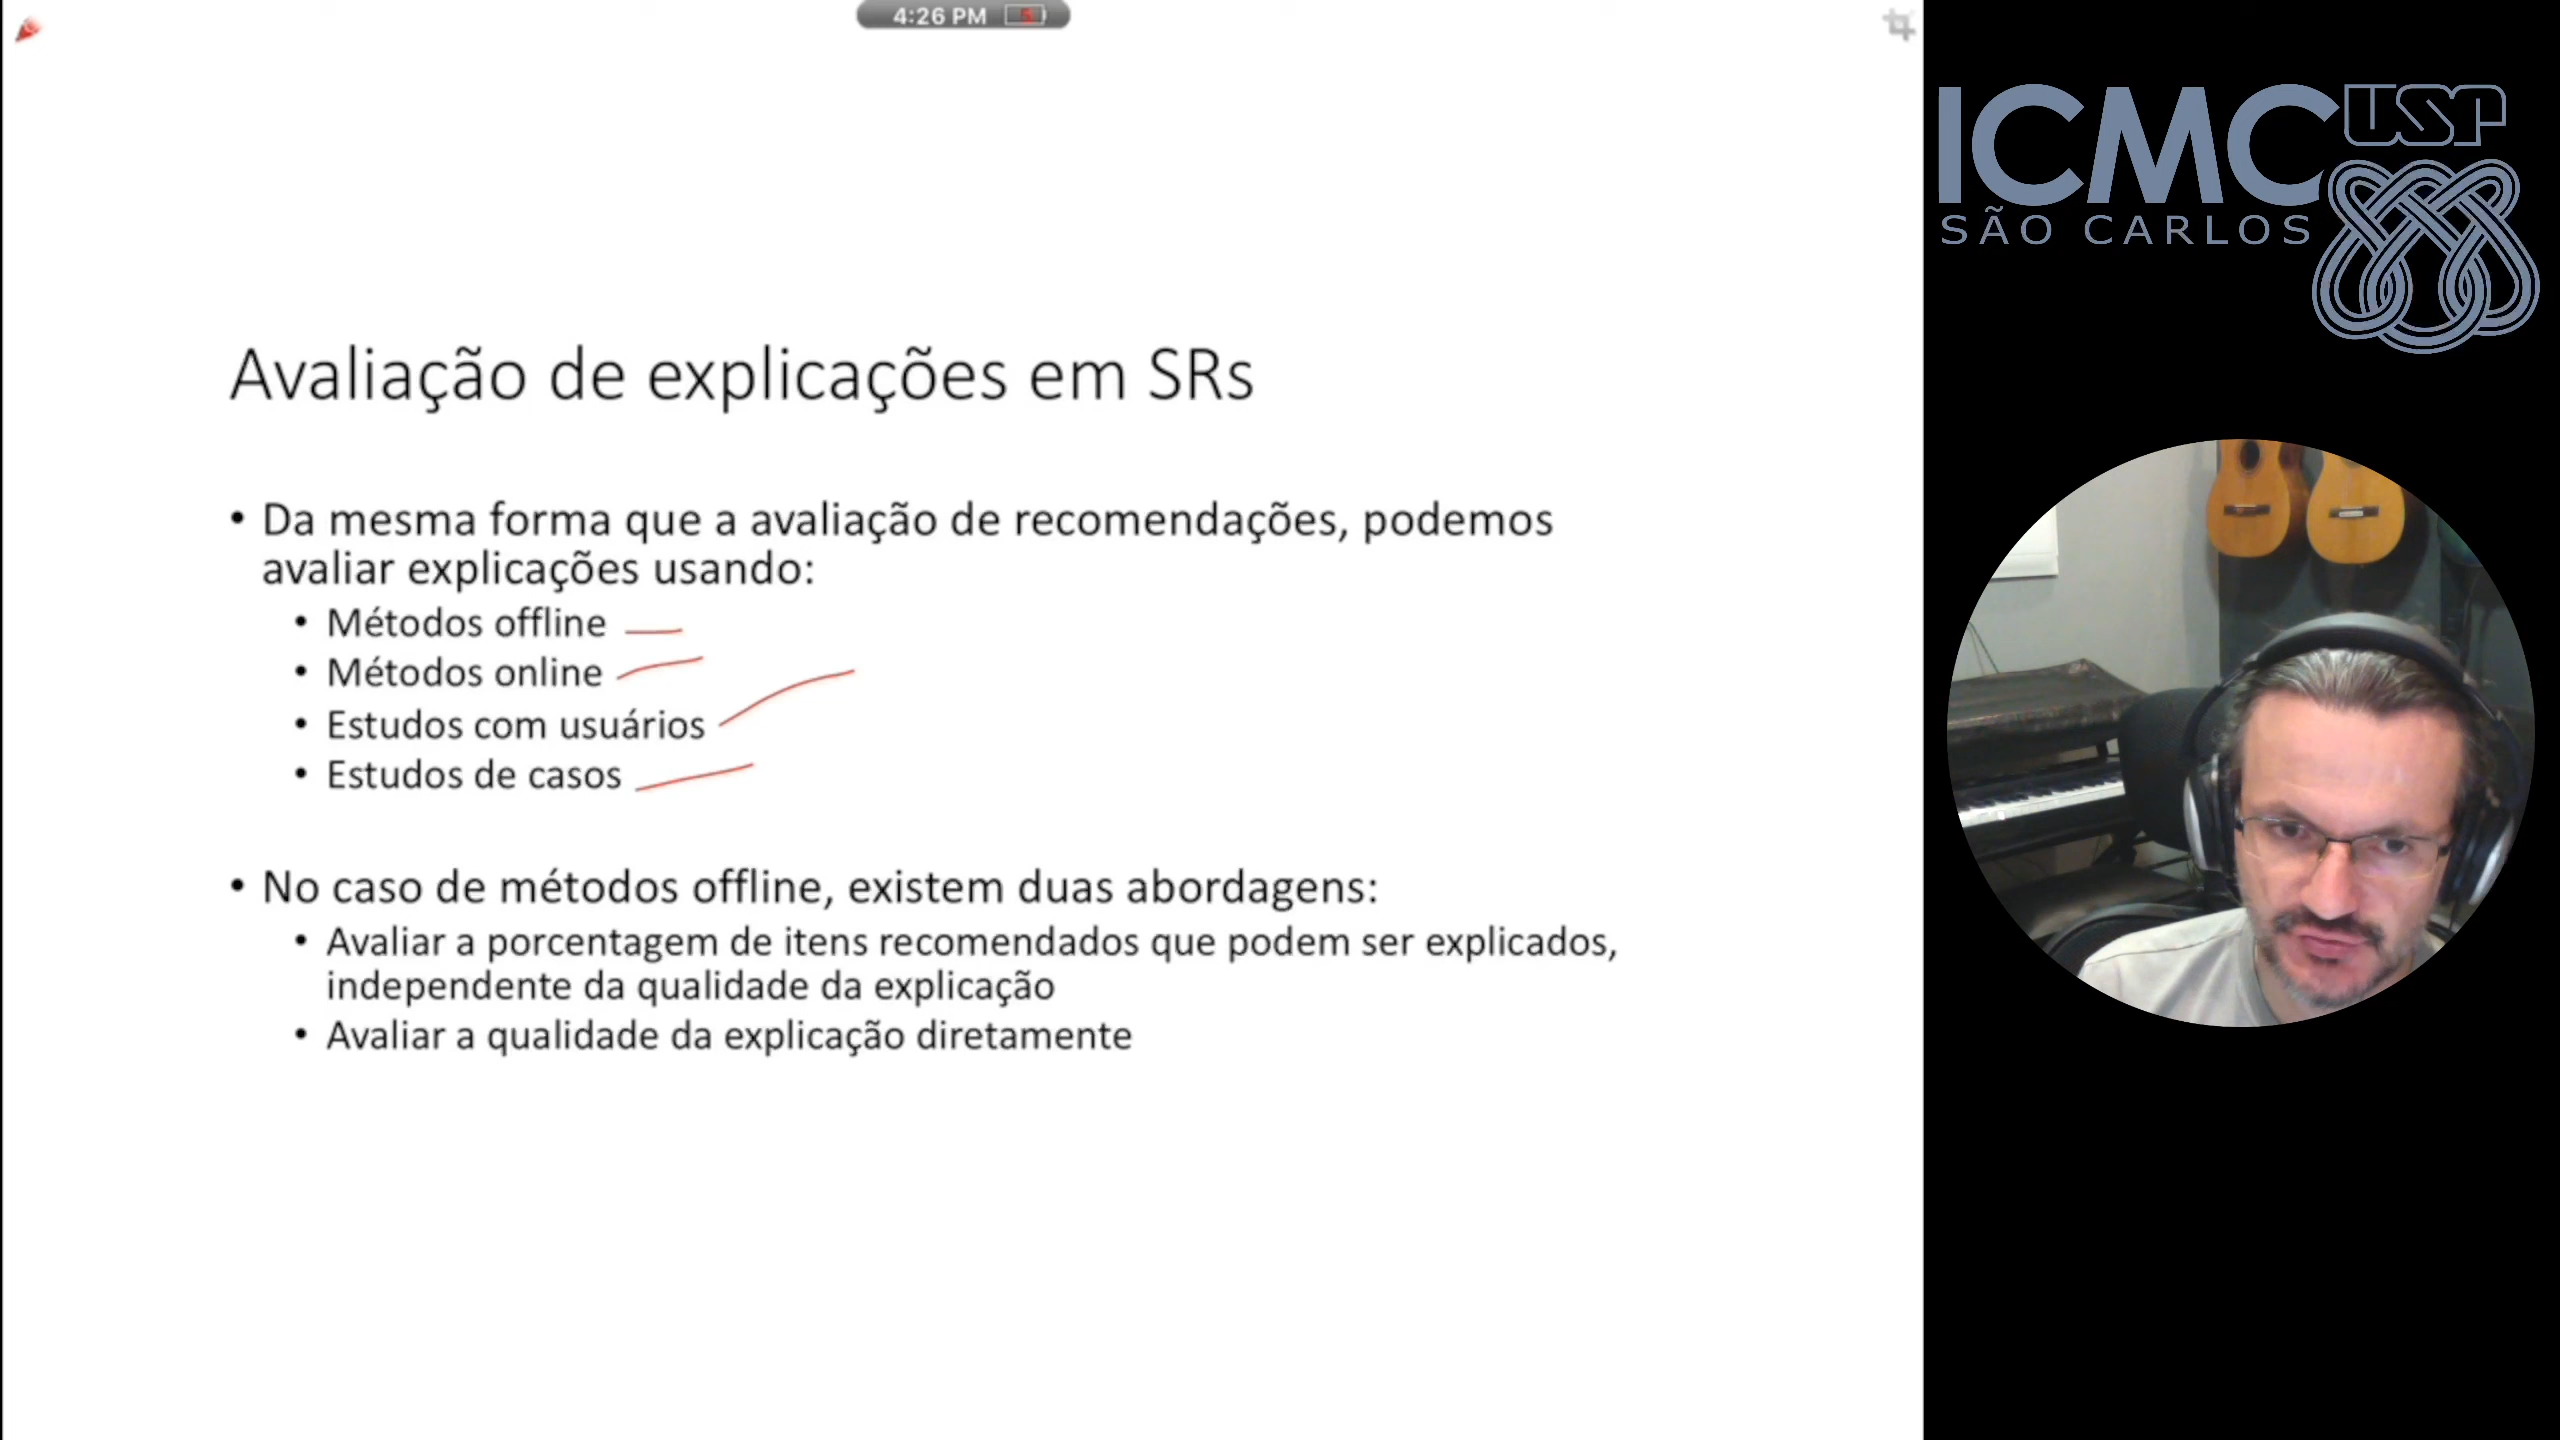 4:26 PM
Avaliação de explicações em SRs
• Da mesma forma que a avaliação de recomendações, podemos
avaliar explicações usando:
• Métodos offline
• Métodos online
• Estudos com usuários
• Estudos de casos
• No caso de métodos offline, existem duas abordagens:
• Avaliar a porcentagem de itens recomendados que podem ser explicados,
independente da qualidade da explicação
• Avaliar a qualidade da explicação diretamente
ICMC USP
SÃO CARLOS